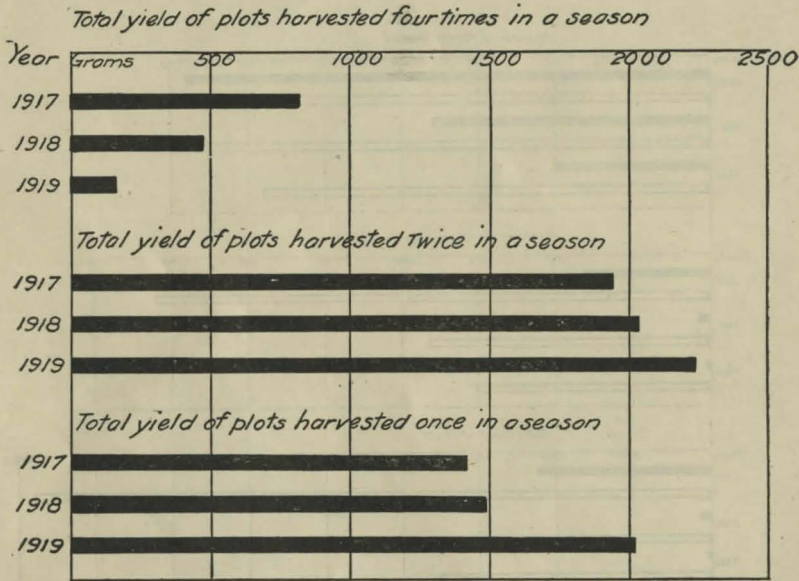 Total yield of plots harvested four times in a season
Year Grams 500 1000 1500 2000 2500
1917
1918
1919
Total yield of plots harvested Twice in a season
1917
1918
1919
Total yield of plots harvested once in a season
1917
1918
1919